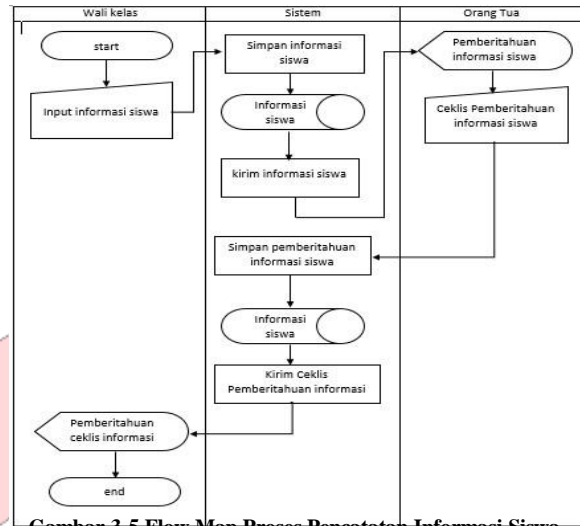 Wali kelas
Sistem
Orang Tua
start
Input informasi siswa
Simpan informasi
siswa
Informasi
siswa
kirim informasi siswa
Pemberitahuan
informasi siswa
Ceklis Pemberitahuan
informasi siswa
Simpan pemberitahuan
informasi siswa
Informasi
siswa
Kirim Ceklis
Pemberitahuan informasi
Pemberitahuan
ceklis informasi
end
Gambar 3.5 Flow Map Proses Pencatatan Informasi Siswa